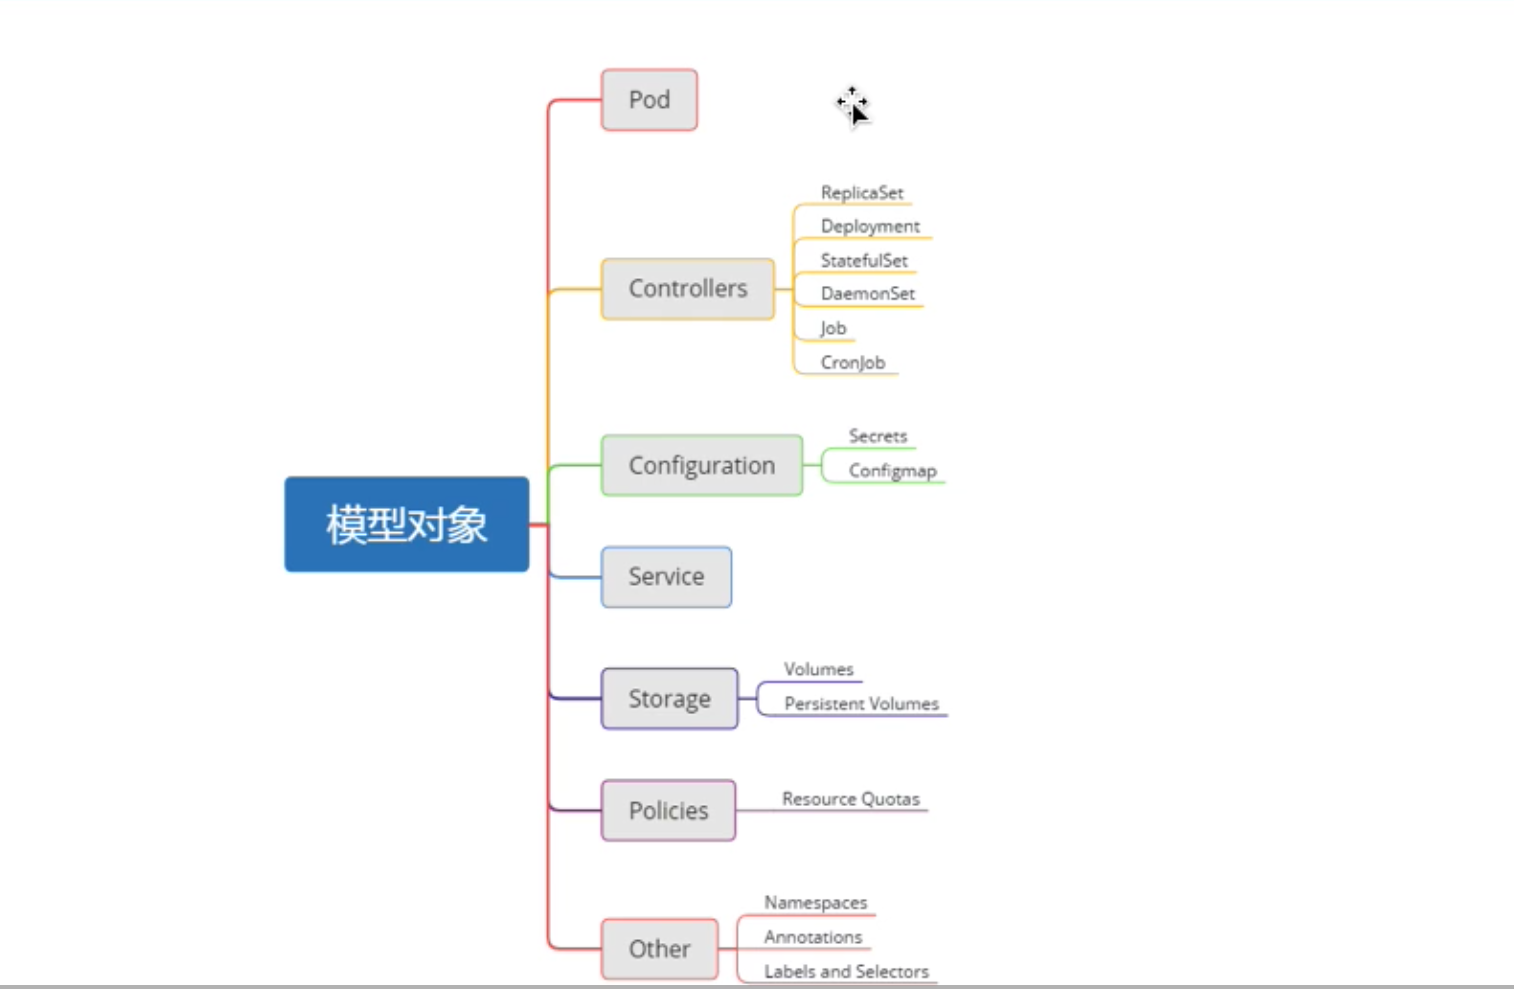 Pod
ReplicaSet
Deployment
StatefulSet
Controllers
DaemonSet
Job
CronJob
Secrets
Configuration
Configmap
模型对象
Service
Volumes
Storage
Persistent Volumes
Policies
Resource Quotas
Namespaces
Other
Annotations
Labels and Selectors